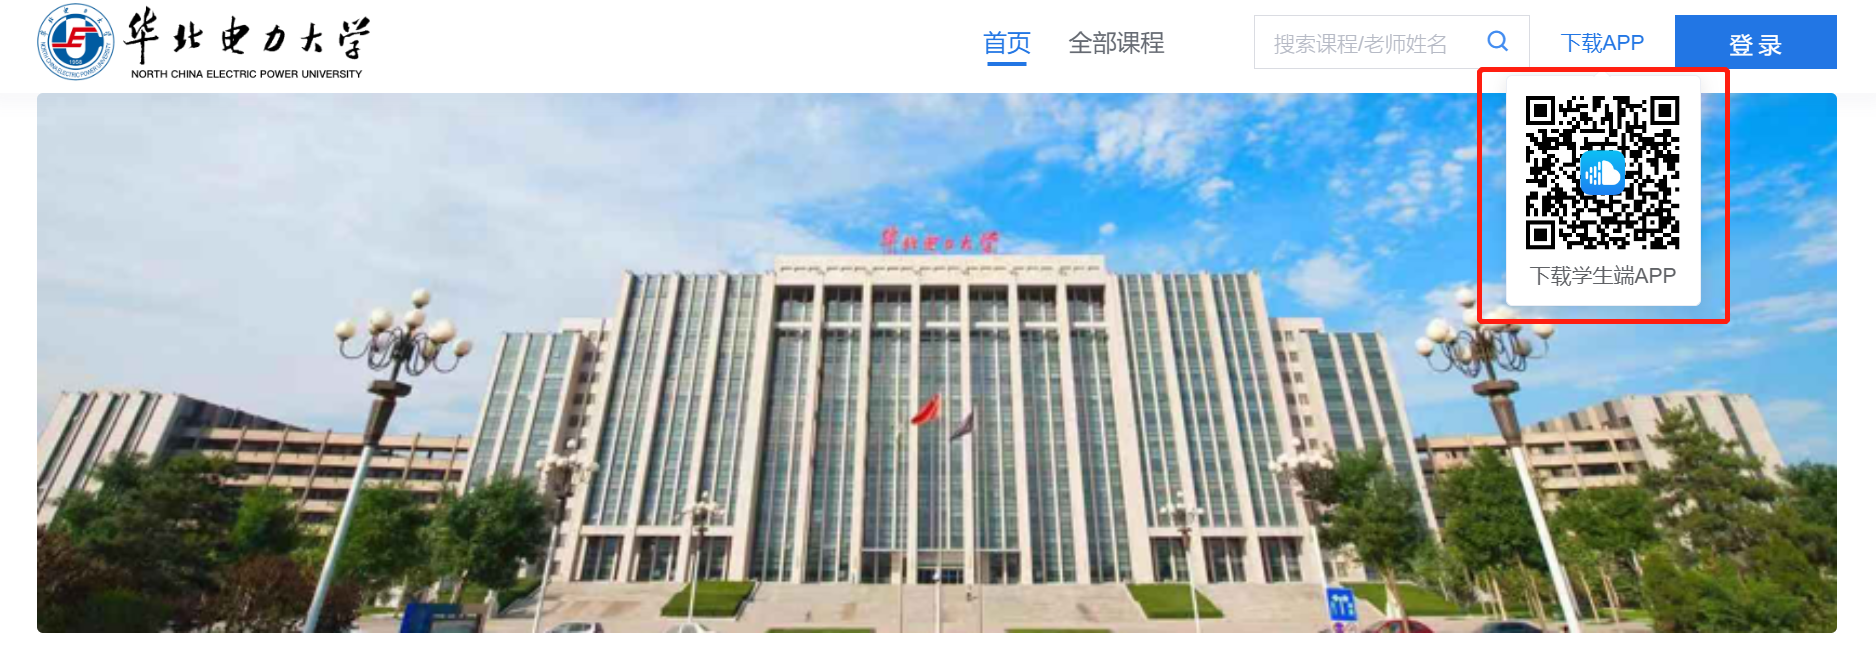 华北电力大学
NORTH CHINA ELECTRIC POWER UNIVERSITY
1958
首页
全部课程
搜索课程/老师姓名
下载APP
登录
下载学生端APP
华北电力大学